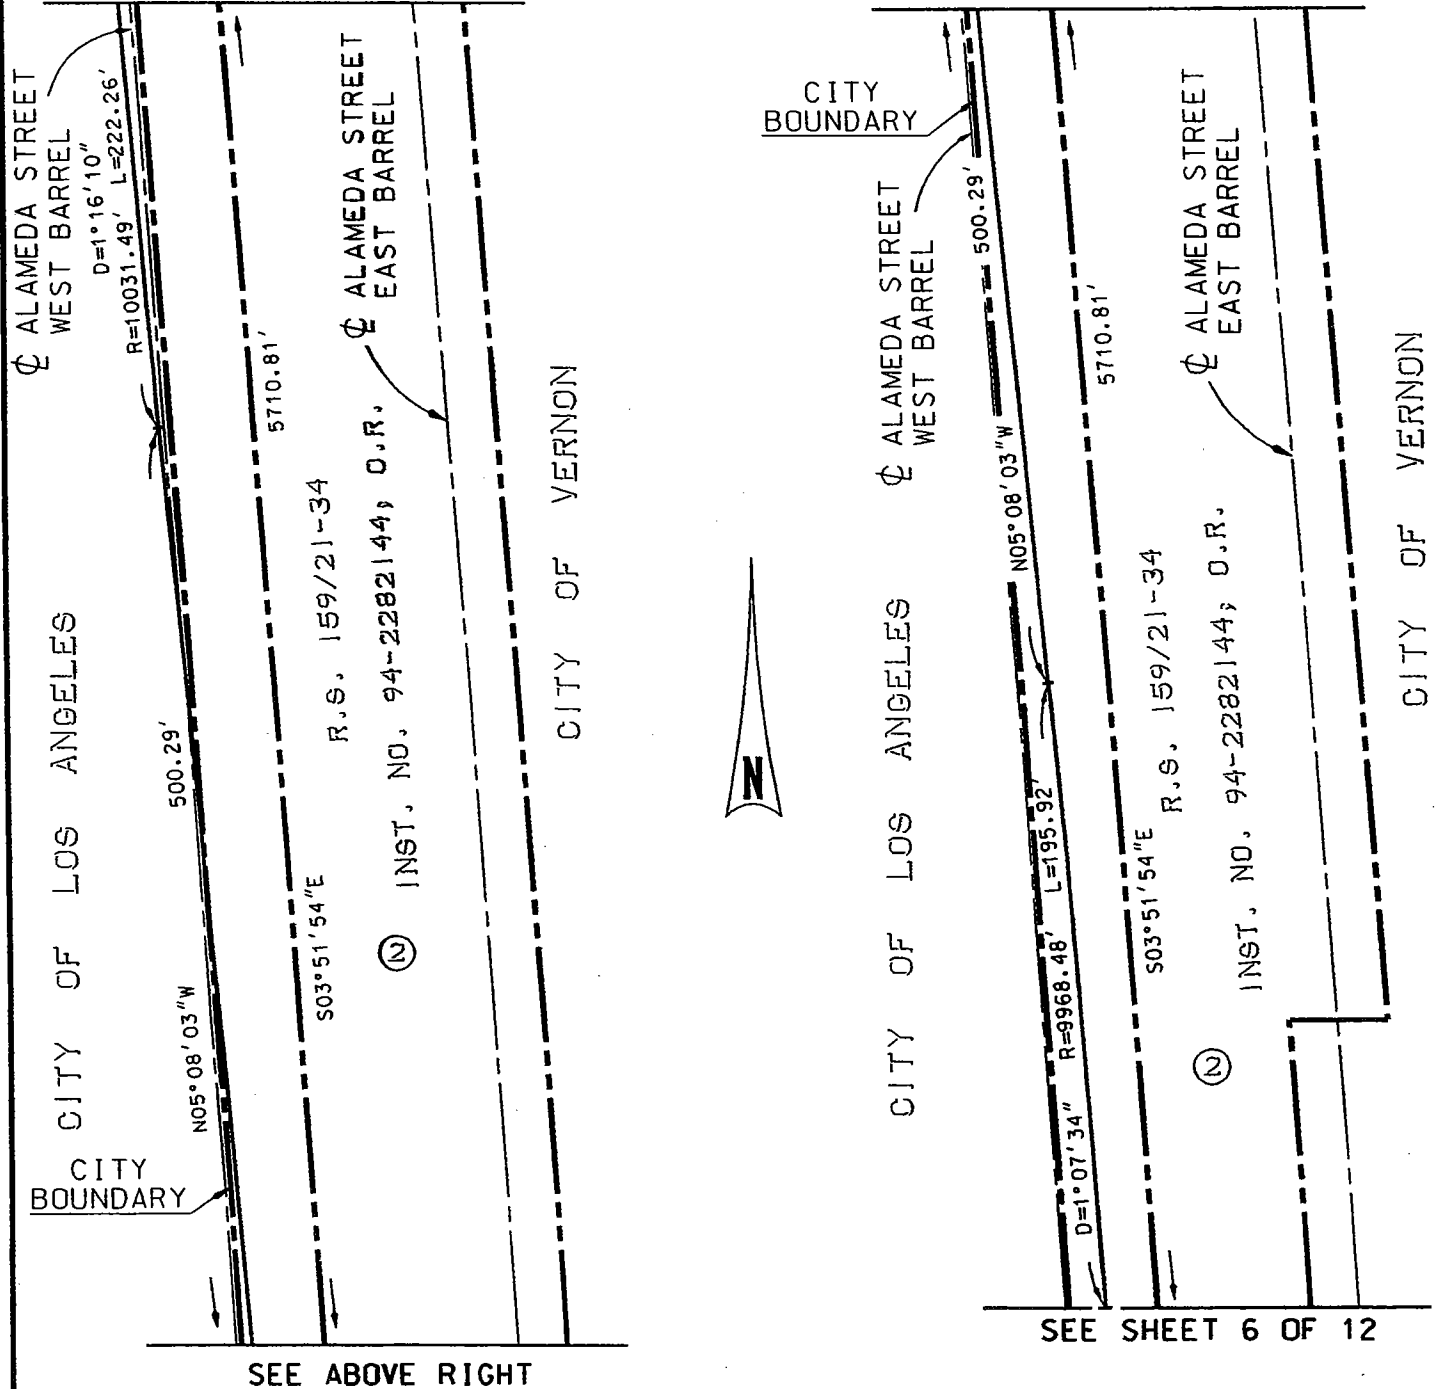 ℄ ALAMEDA STREET
WEST BARREL
D=1°16'10"
R=10031.49' L=222.26'
℄ ALAMEDA STREET
EAST BARREL
5710.81'
500.29'
N05°08'03"W
S03°51'54"E
R.S. 159/21-34
INST. NO. 94-2282144, O.R.
②
CITY OF LOS ANGELES
CITY OF VERNON
CITY
BOUNDARY
SEE ABOVE RIGHT
N
CITY
BOUNDARY
℄ ALAMEDA STREET
WEST BARREL
500.29'
N05°08'03"W
℄ ALAMEDA STREET
EAST BARREL
5710.81'
S03°51'54"E
D=1°07'34" R=9968.48' L=195.92'
R.S. 159/21-34
INST. NO. 94-2282144, O.R.
②
CITY OF LOS ANGELES
CITY OF VERNON
SEE SHEET 6 OF 12